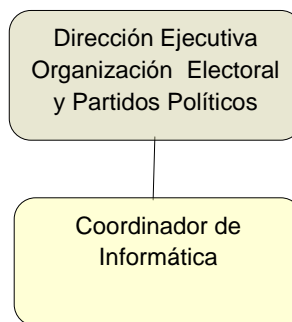 Dirección Ejecutiva
Organización  Electoral
y Partidos Políticos
Coordinador de
Informática